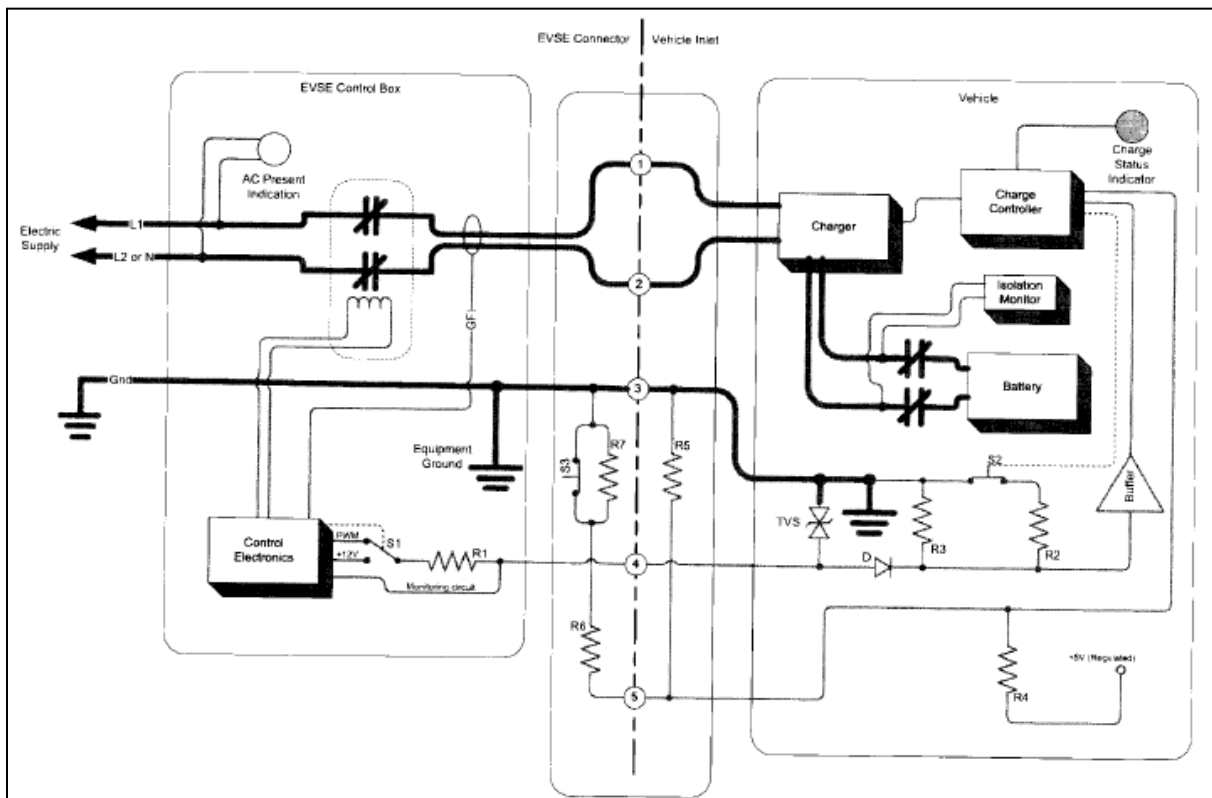 EVSE Connector
Vehicle Inlet
EVSE Control Box
Vehicle
AC Present
Indication
Charge
Status
Indicator
Electric
Supply
L1
L2 or N
1
2
3
4
5
Charger
Charge
Controller
Isolation
Monitor
Battery
GFI
Gnd
Equipment
Ground
S3
R7
R5
S2
Buffer
TVS
R3
R2
D
Control
Electronics
PWM
+12V
S1
R1
Monitoring circuit
R6
R4
+5V (Regulated)